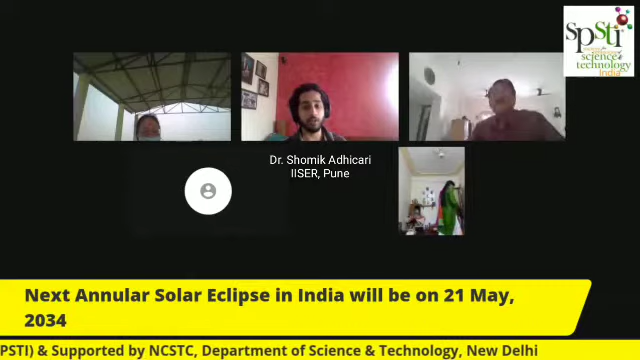 spsti
science
technology
India
Dr. Shomik Adhicari
IISER, Pune
Next Annular Solar Eclipse in India will be on 21 May,
2034
PSTI) & Supported by NCSTC, Department of Science & Technology, New Delhi